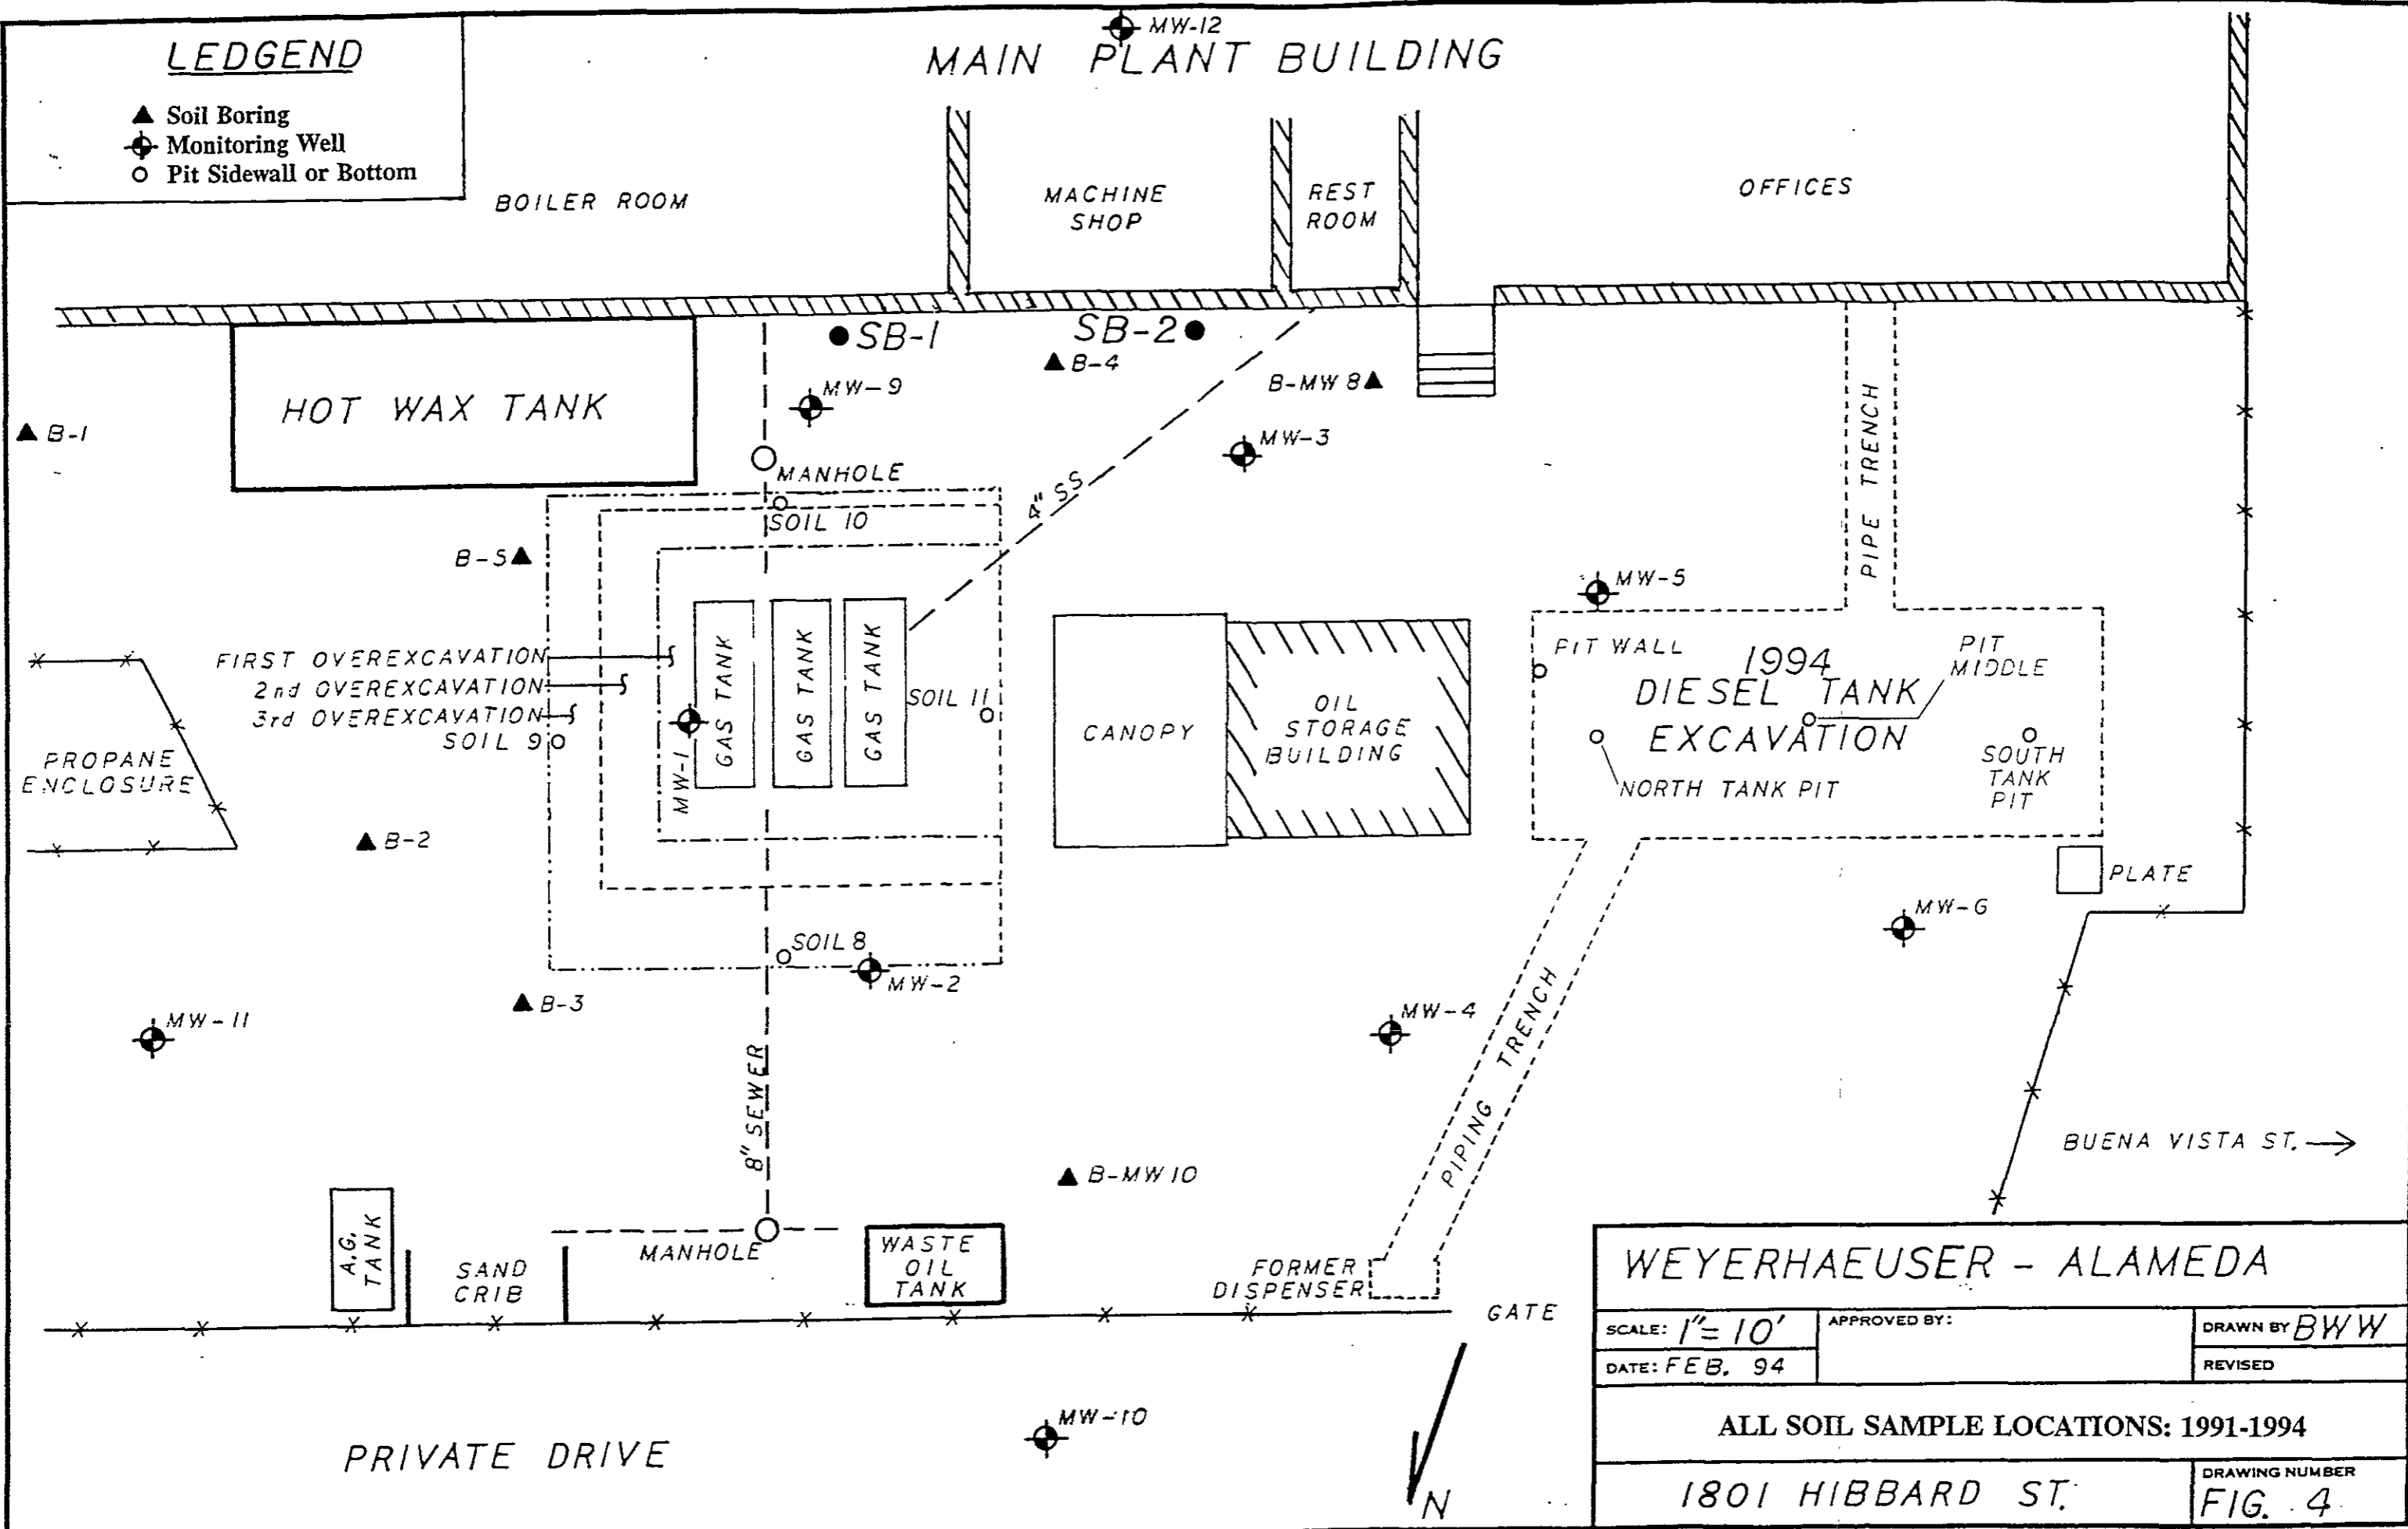 LEDGEND
Soil Boring
Monitoring Well
Pit Sidewall or Bottom
MW-12
MAIN PLANT BUILDING
BOILER ROOM
MACHINE
SHOP
REST
ROOM
OFFICES
SB-1
SB-2
B-4
B-MW 8
MW-9
HOT WAX TANK
B-1
MW-3
MANHOLE
SOIL 10
4" SS
PIPE TRENCH
B-5
MW-5
FIRST OVEREXCAVATION
2nd OVEREXCAVATION
3rd OVEREXCAVATION
SOIL 9
MW-1
GAS TANK
GAS TANK
GAS TANK
SOIL 11
CANOPY
OIL
STORAGE
BUILDING
PIT WALL
1994
DIESEL TANK
EXCAVATION
PIT
MIDDLE
NORTH TANK PIT
SOUTH
TANK
PIT
PROPANE
ENCLOSURE
B-2
PLATE
MW-6
SOIL 8
MW-2
B-3
MW-11
MW-4
8" SEWER
PIPING TRENCH
B-MW 10
BUENA VISTA ST.
A.G.
TANK
SAND
CRIB
MANHOLE
WASTE
OIL
TANK
FORMER
DISPENSER
GATE
MW-10
PRIVATE DRIVE
N
WEYERHAEUSER - ALAMEDA
SCALE: 1"= 10'
APPROVED BY:
DRAWN BY BWW
DATE: FEB. 94
REVISED
ALL SOIL SAMPLE LOCATIONS: 1991-1994
1801 HIBBARD ST.
DRAWING NUMBER
FIG. 4